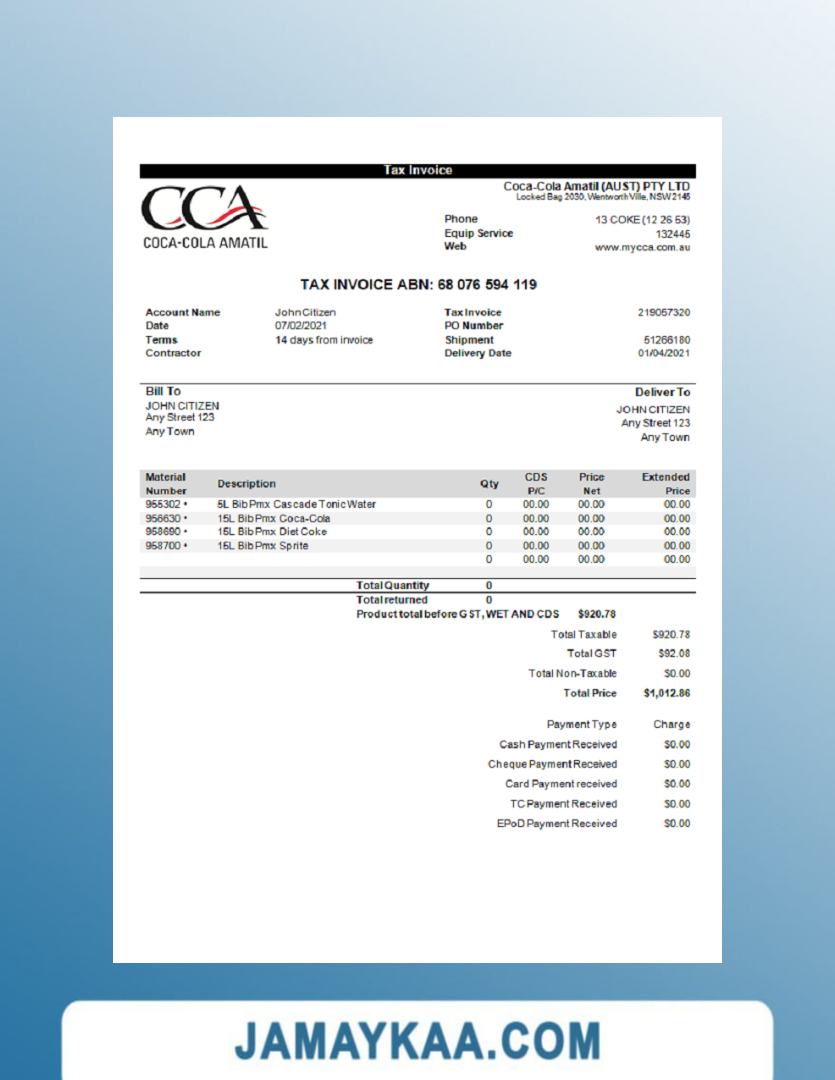 Tax Invoice
CCA
COCA-COLA AMATIL
Coca-Cola Amatil (AUST) PTY LTD
Locked Bag 2030, Wentworth Ville, NSW 2145
Phone 13 COKE (12 26 53)
Equip Service 132445
Web www.mycca.com.au
TAX INVOICE ABN: 68 076 594 119
Account Name John Citizen Tax Invoice 219057320
Date 07/02/2021 PO Number
Terms 14 days from invoice Shipment 51266180
Contractor Delivery Date 01/04/2021
Bill To Deliver To
JOHN CITIZEN JOHN CITIZEN
Any Street 123 Any Street 123
Any Town Any Town
Material Number Description Qty CDS P/C Price Net Extended Price
955302 * 5L Bib Pmx Cascade Tonic Water 0 00.00 00.00 00.00
956630 * 15L Bib Pmx Coca-Cola 0 00.00 00.00 00.00
958690 * 15L Bib Pmx Diet Coke 0 00.00 00.00 00.00
958700 * 15L Bib Pmx Sprite 0 00.00 00.00 00.00
0 00.00 00.00 00.00
Total Quantity 0
Total returned 0
Product total before GST, WET AND CDS $920.78
Total Taxable $920.78
Total GST $92.08
Total Non-Taxable $0.00
Total Price $1,012.86
Payment Type Charge
Cash Payment Received $0.00
Cheque Payment Received $0.00
Card Payment received $0.00
TC Payment Received $0.00
EPoD Payment Received $0.00
JAMAYKAA.COM